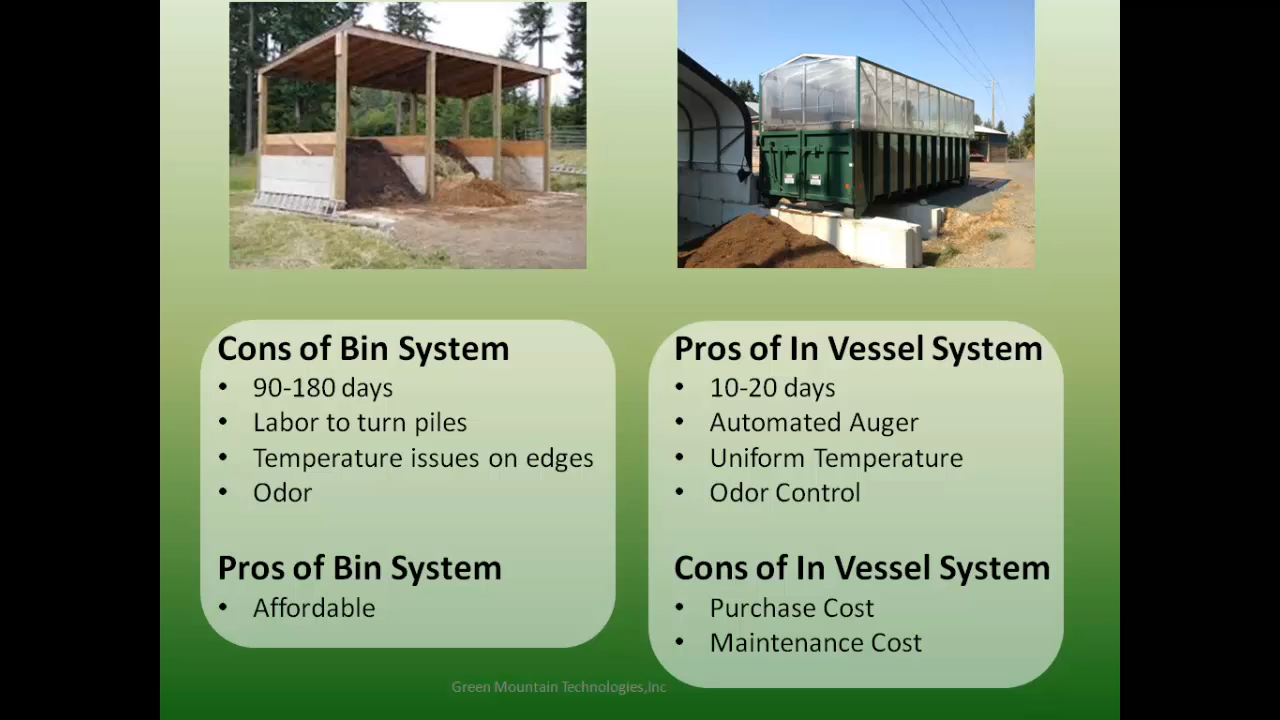 Cons of Bin System
• 90-180 days
• Labor to turn piles
• Temperature issues on edges
• Odor
Pros of Bin System
• Affordable
Pros of In Vessel System
• 10-20 days
• Automated Auger
• Uniform Temperature
• Odor Control
Cons of In Vessel System
• Purchase Cost
• Maintenance Cost
Green Mountain Technologies,Inc